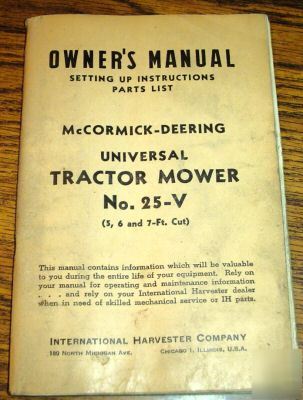 OWNER'S MANUAL
SETTING UP INSTRUCTIONS
PARTS LIST
McCORMICK-DEERING
UNIVERSAL
TRACTOR MOWER
No. 25-V
(5, 6 and 7-Ft. Cut)
This manual contains information which will be valuable
to you during the entire life of your equipment. Rely on
your manual for operating and maintenance information
. . . and rely on your International Harvester dealer
when in need of skilled mechanical service or IH parts.
INTERNATIONAL HARVESTER COMPANY
180 NORTH MICHIGAN AVE. CHICAGO 1, ILLINOIS, U.S.A.